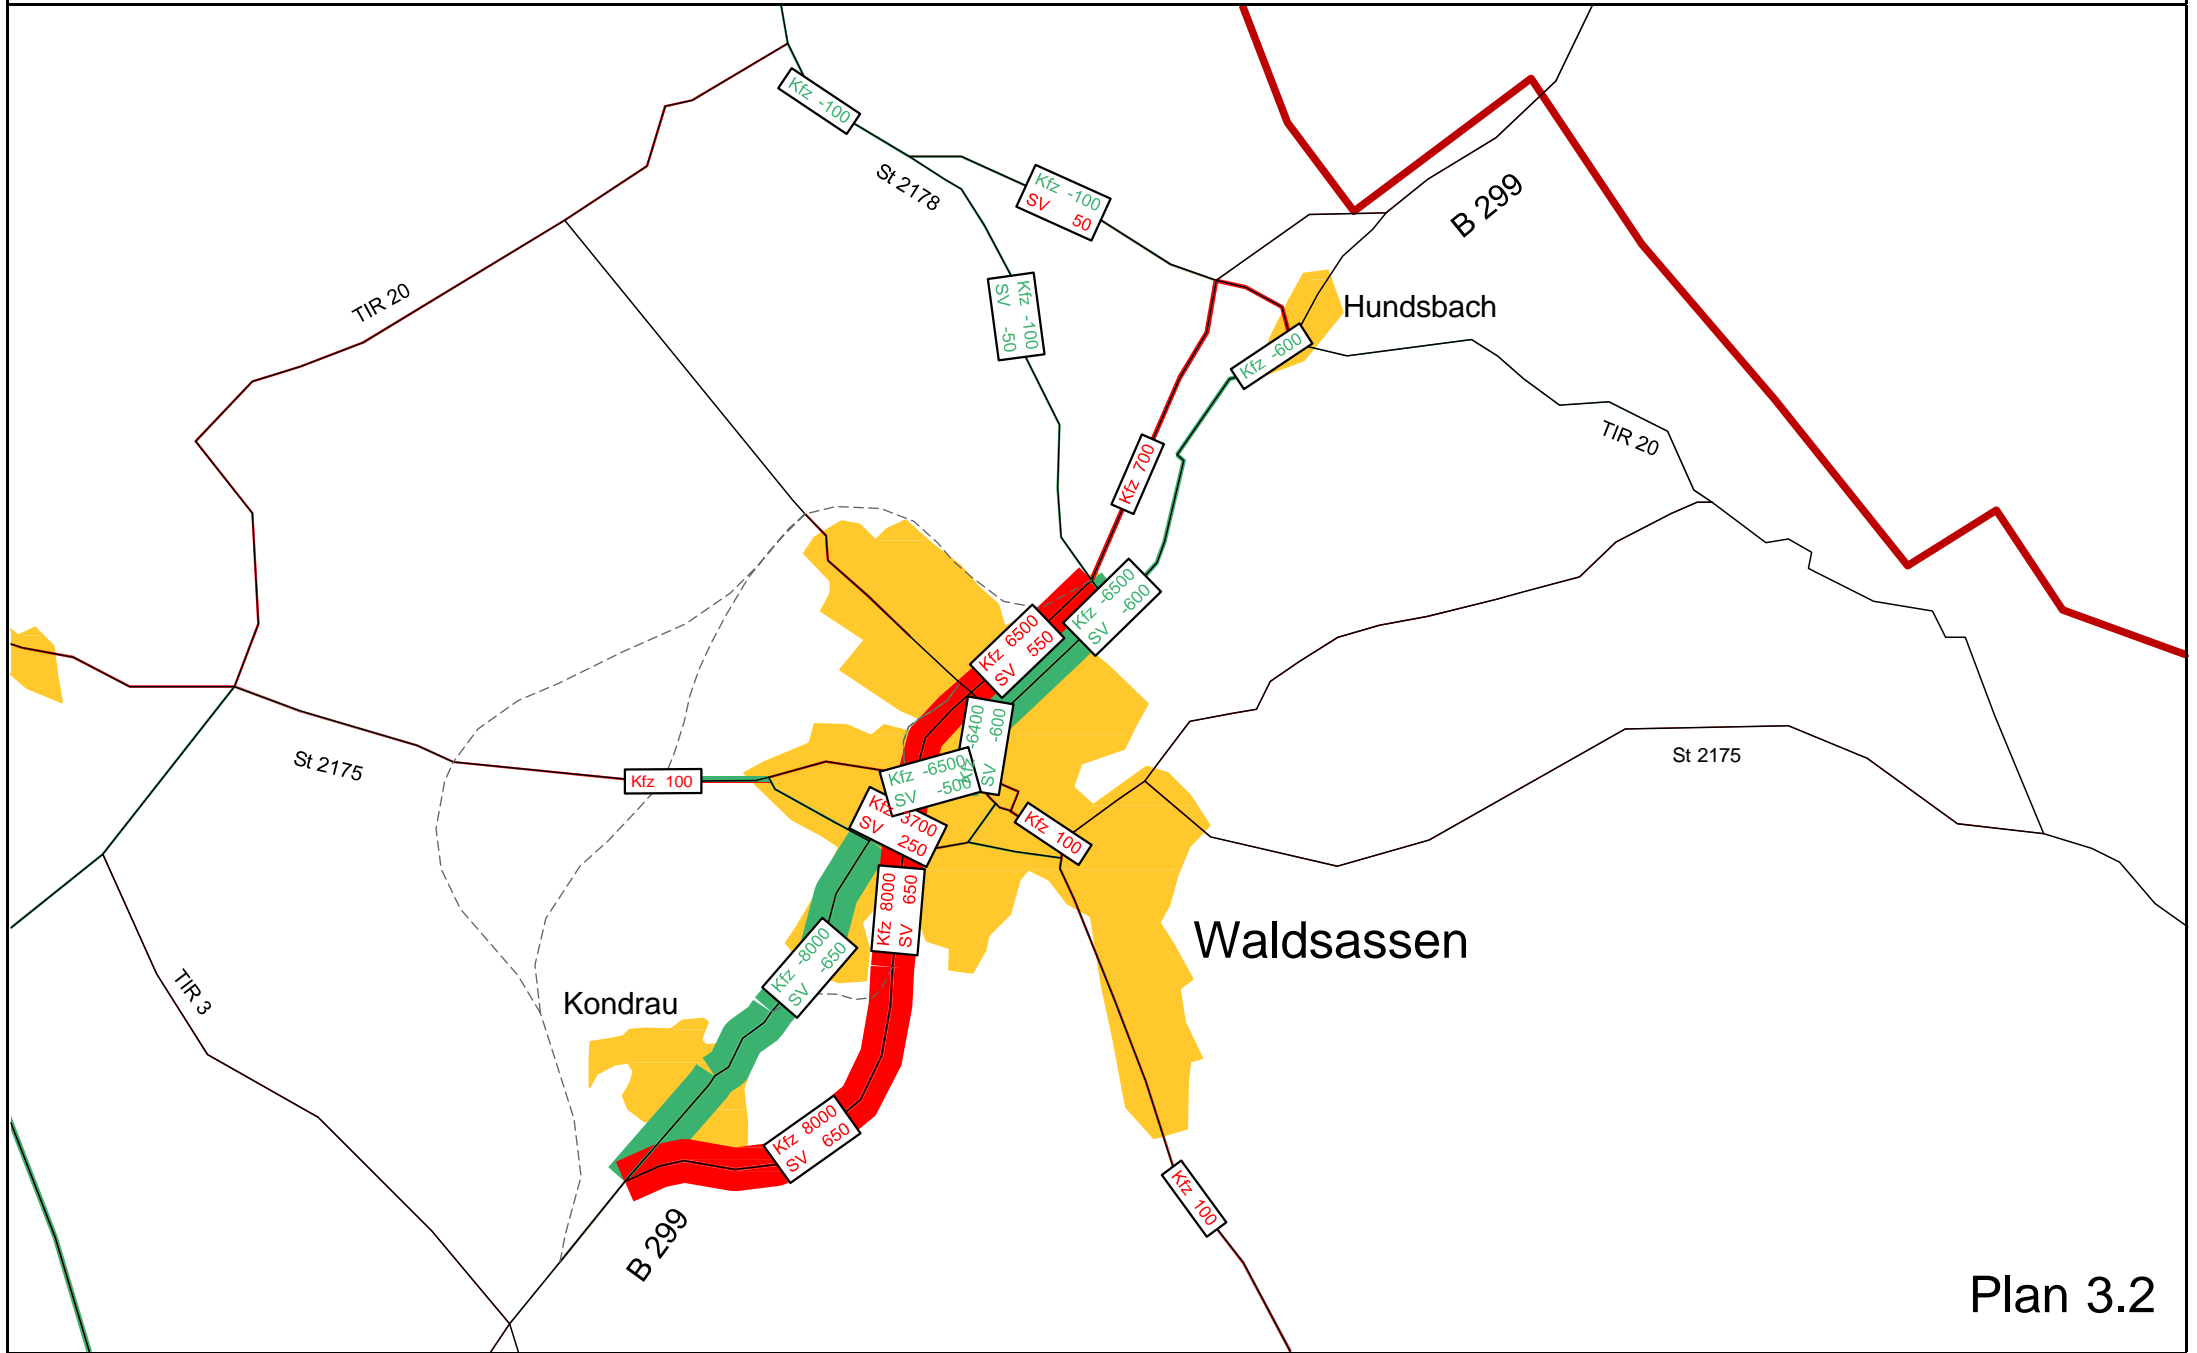 Kfz -100
St 2178
Kfz -100
SV 50
B 299
Kfz -100
SV -50
TIR 20
Hundsbach
Kfz -600
TIR 20
Kfz 700
Kfz -6500
SV -600
Kfz 6500
SV 550
Kfz -6400
SV -600
St 2175
Kfz 100
Kfz -6500
SV -500
St 2175
Kfz 3700
SV 250
Kfz 100
Kfz 8000
SV 650
Waldsassen
Kfz -8000
SV -650
TIR 3
Kondrau
Kfz 8000
SV 650
Kfz 100
B 299
Plan 3.2